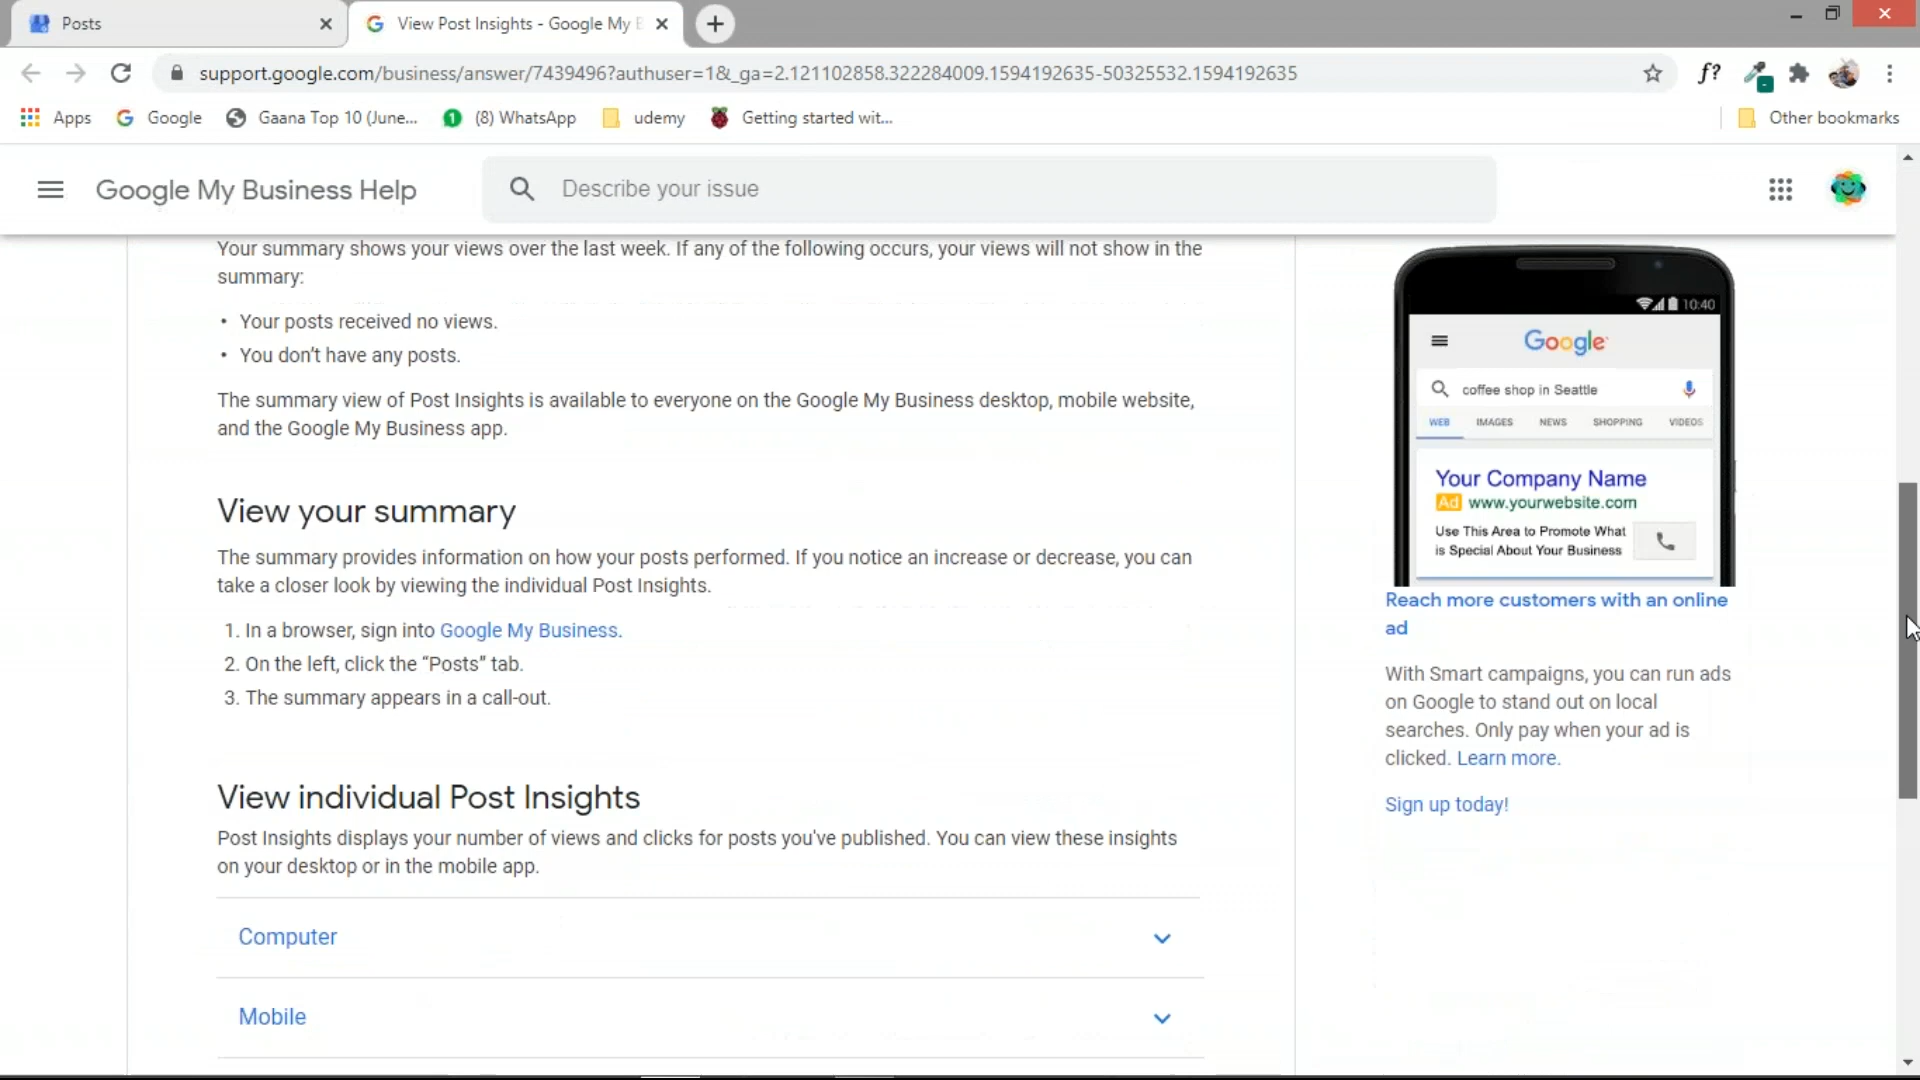 Posts
View Post Insights - Google My B
support.google.com/business/answer/7439496?authuser=1&_ga=2.121102858.322284009.1594192635-50325532.1594192635
f?
Apps
Google
Gaana Top 10 (June...
1
(8) WhatsApp
udemy
Getting started wit...
Other bookmarks
Google My Business Help
Describe your issue
Your summary shows your views over the last week. If any of the following occurs, your views will not show in the
summary:
• Your posts received no views.
• You don't have any posts.
The summary view of Post Insights is available to everyone on the Google My Business desktop, mobile website,
and the Google My Business app.
View your summary
The summary provides information on how your posts performed. If you notice an increase or decrease, you can
take a closer look by viewing the individual Post Insights.
1. In a browser, sign into Google My Business.
2. On the left, click the “Posts” tab.
3. The summary appears in a call-out.
View individual Post Insights
Post Insights displays your number of views and clicks for posts you've published. You can view these insights
on your desktop or in the mobile app.
Computer
Mobile
10:40
Google
coffee shop in Seattle
WEB IMAGES NEWS SHOPPING VIDEOS
Your Company Name
Ad www.yourwebsite.com
Use This Area to Promote What
is Special About Your Business
Reach more customers with an online
ad
With Smart campaigns, you can run ads
on Google to stand out on local
searches. Only pay when your ad is
clicked. Learn more.
Sign up today!